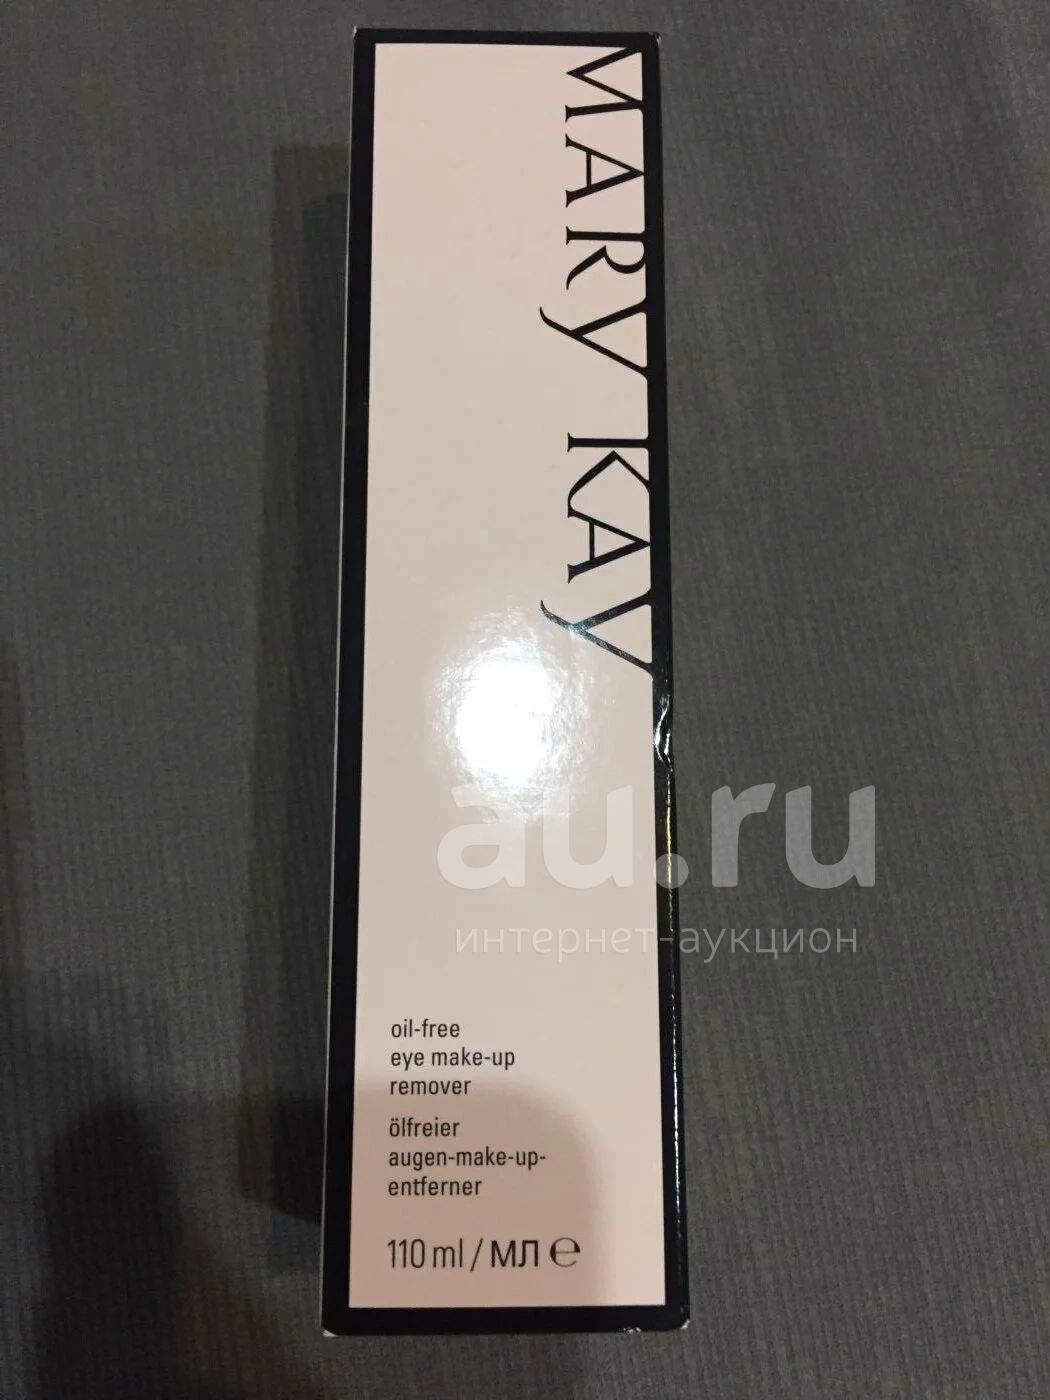 MARY KAY
au.ru
интернет-аукцион
oil-free
eye make-up
remover
ölfreier
augen-make-up-
entferner
110 ml / МЛ ℮